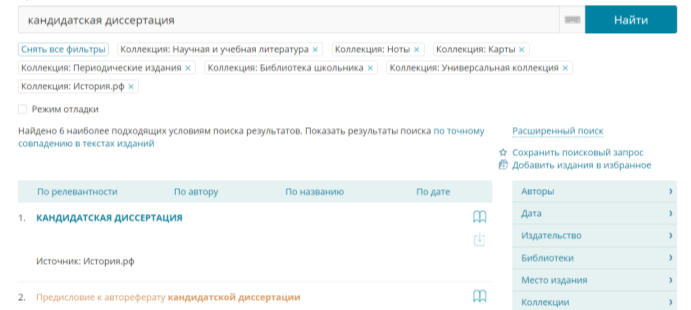 кандидатская диссертация
Найти
Снять все фильтры Коллекция: Научная и учебная литература × Коллекция: Ноты × Коллекция: Карты ×
Коллекция: Периодические издания × Коллекция: Библиотека школьника × Коллекция: Универсальная коллекция ×
Коллекция: История.рф ×
Режим отладки
Найдено 6 наиболее подходящих условиям поиска результатов. Показать результаты поиска по точному
совпадению в текстах изданий
Расширенный поиск
Сохранить поисковый запрос
Добавить издания в избранное
По релевантности По автору По названию По дате
1. КАНДИДАТСКАЯ ДИССЕРТАЦИЯ
Источник: История.рф
2. Предисловие к автореферату кандидатской диссертации
Авторы
Дата
Издательство
Библиотеки
Место издания
Коллекции